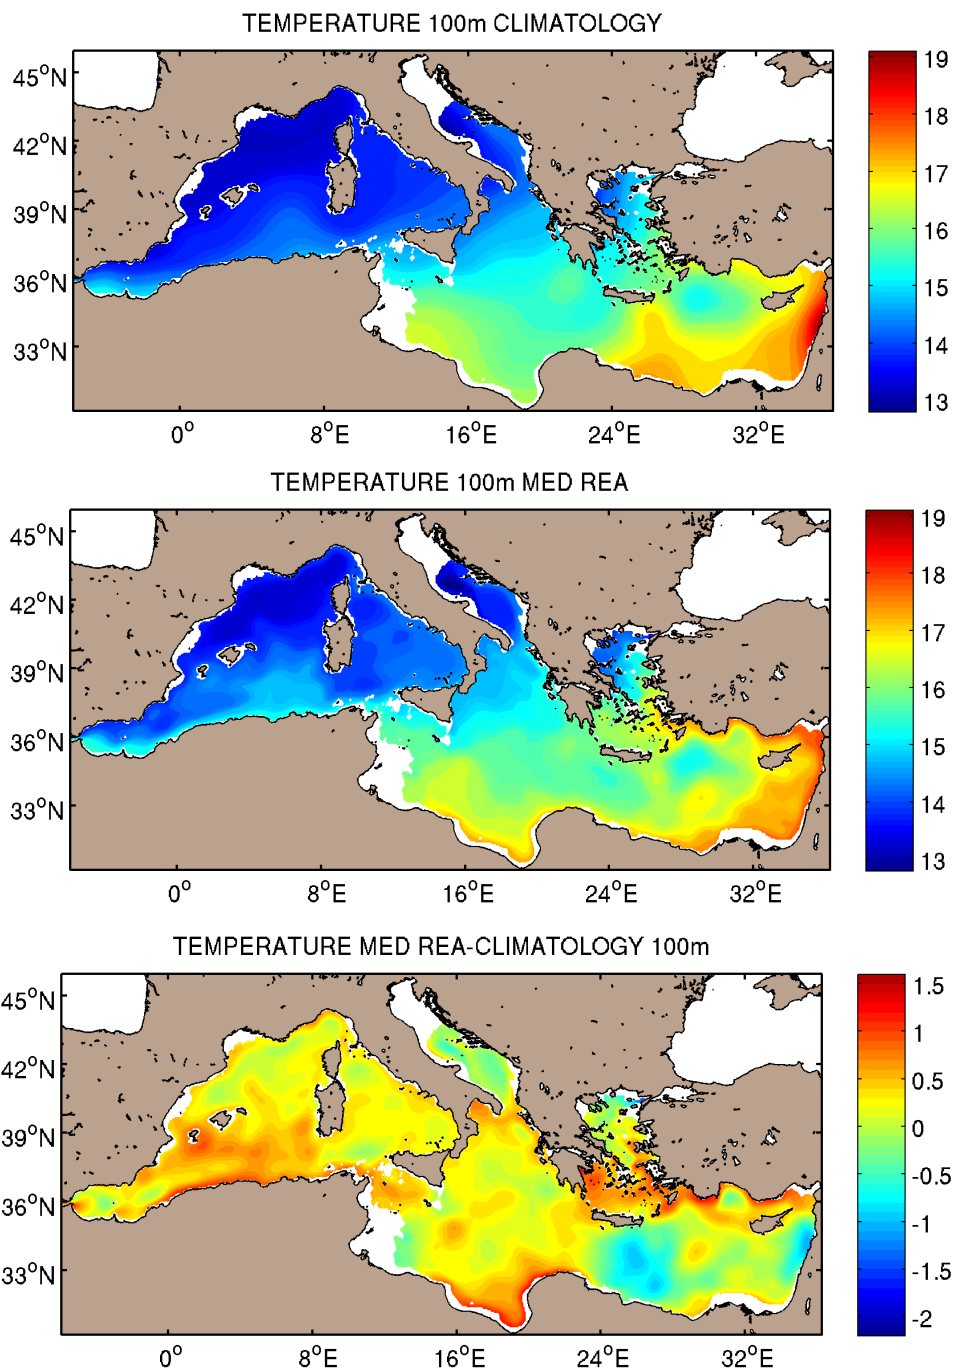 TEMPERATURE 100m CLIMATOLOGY
45°N
42°N
39°N
36°N
33°N
0°
8°E
16°E
24°E
32°E
19
18
17
16
15
14
13
TEMPERATURE 100m MED REA
45°N
42°N
39°N
36°N
33°N
0°
8°E
16°E
24°E
32°E
19
18
17
16
15
14
13
TEMPERATURE MED REA-CLIMATOLOGY 100m
45°N
42°N
39°N
36°N
33°N
0°
8°E
16°E
24°E
32°E
1.5
1
0.5
0
-0.5
-1
-1.5
-2